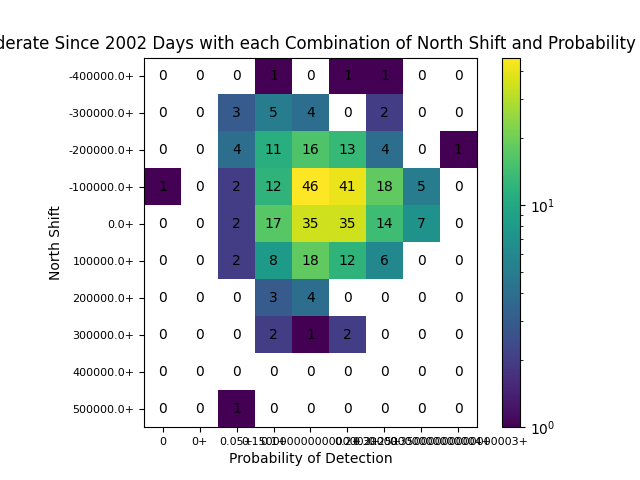 derate Since 2002 Days with each Combination of North Shift and Probability
-400000.0+ 0 0 0 1 0 1 1 0 0
-300000.0+ 0 0 3 5 4 0 2 0 0
-200000.0+ 0 0 4 11 16 13 4 0 1
-100000.0+ 1 0 2 12 46 41 18 5 0
0.0+ 0 0 2 17 35 35 14 7 0
100000.0+ 0 0 2 8 18 12 6 0 0
200000.0+ 0 0 0 3 4 0 0 0 0
300000.0+ 0 0 0 2 1 2 0 0 0
400000.0+ 0 0 0 0 0 0 0 0 0
500000.0+ 0 0 1 0 0 0 0 0 0
0 0+ 0.05+
Probability of Detection
North Shift
10¹
10⁰